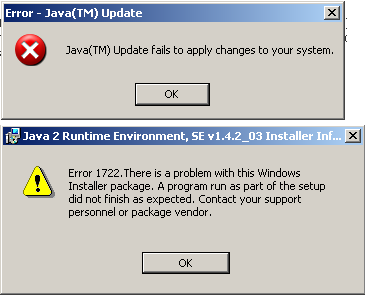 Error - Java(TM) Update
Java(TM) Update fails to apply changes to your system.
OK
Java 2 Runtime Environment, SE v1.4.2_03 Installer Inf...
Error 1722.There is a problem with this Windows
Installer package. A program run as part of the setup
did not finish as expected. Contact your support
personnel or package vendor.
OK